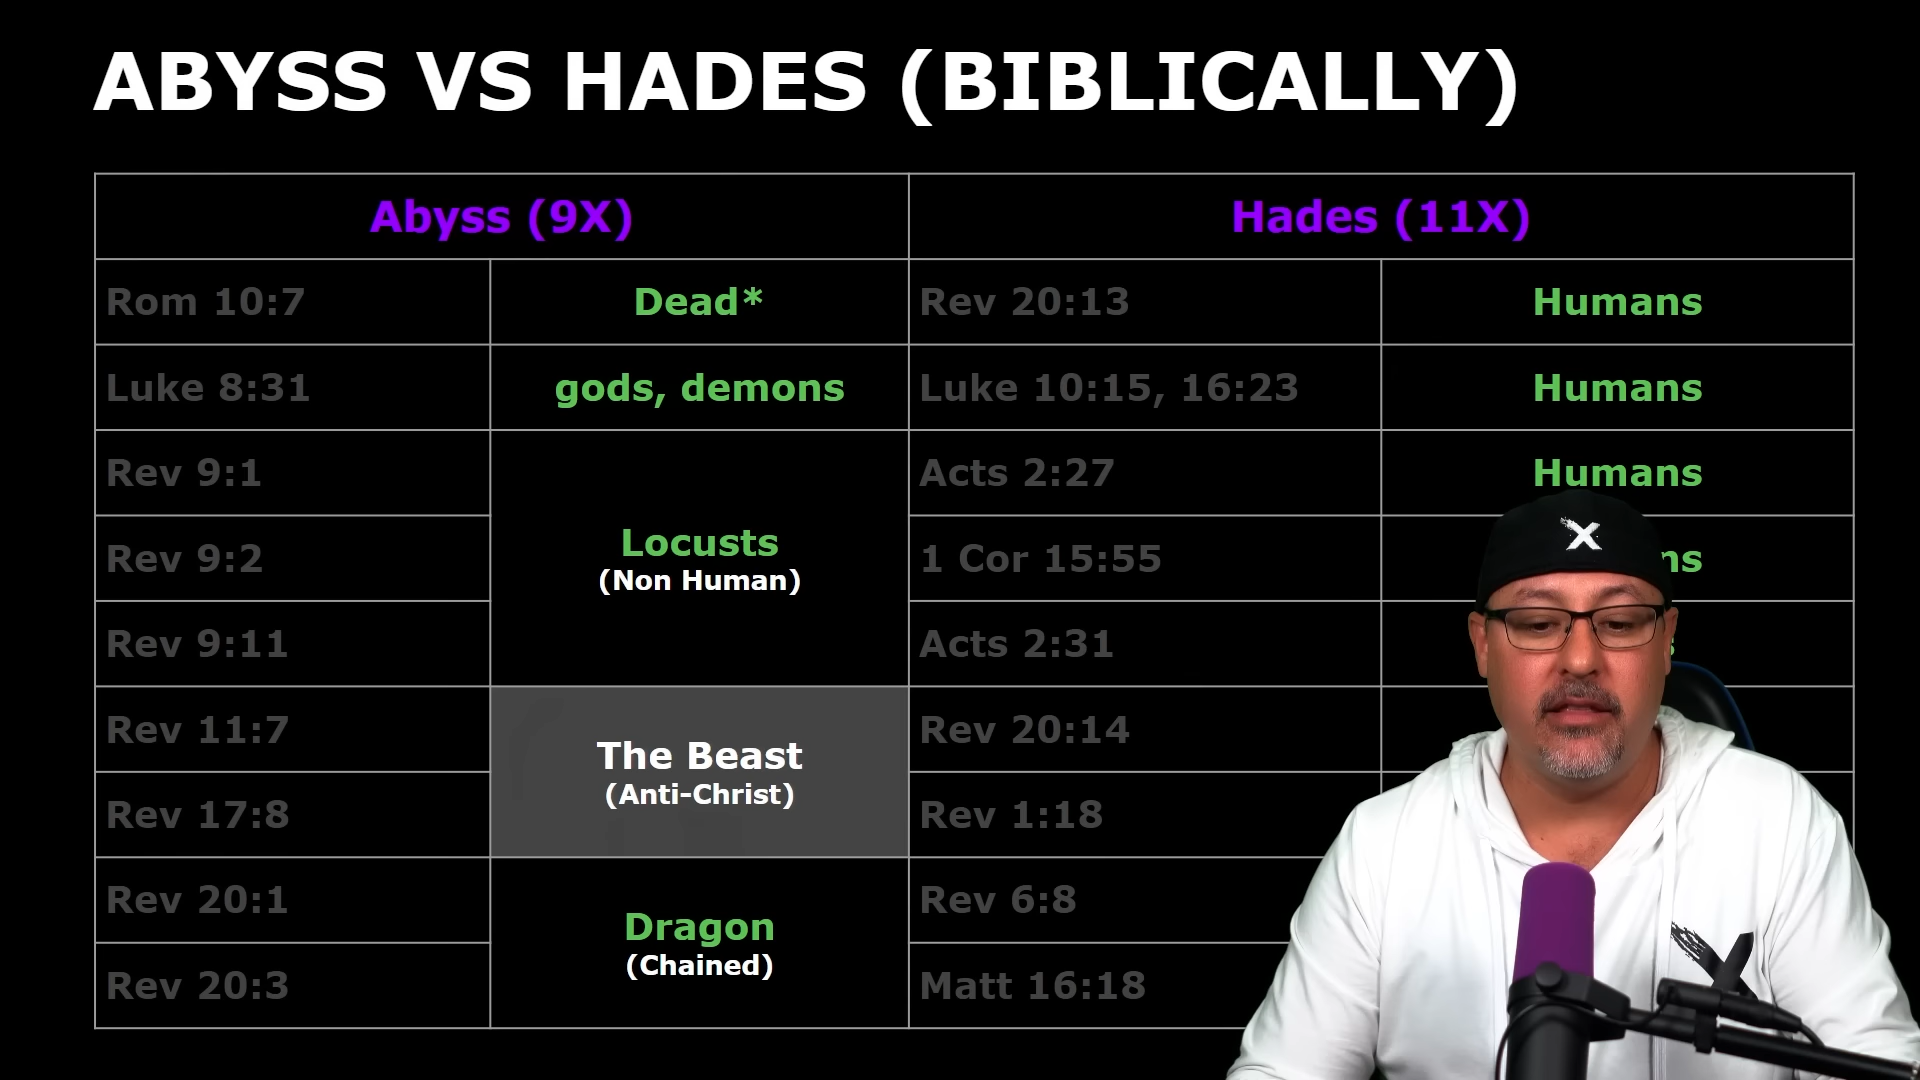 ABYSS VS HADES (BIBLICALLY)
Abyss (9X)
Hades (11X)
Rom 10:7
Dead*
Rev 20:13
Humans
Luke 8:31
gods, demons
Luke 10:15, 16:23
Humans
Rev 9:1
Locusts
(Non Human)
Acts 2:27
Humans
Rev 9:2
1 Cor 15:55
Rev 9:11
Acts 2:31
Rev 11:7
The Beast
(Anti-Christ)
Rev 20:14
Rev 17:8
Rev 1:18
Rev 20:1
Dragon
(Chained)
Rev 6:8
Rev 20:3
Matt 16:18
X
X